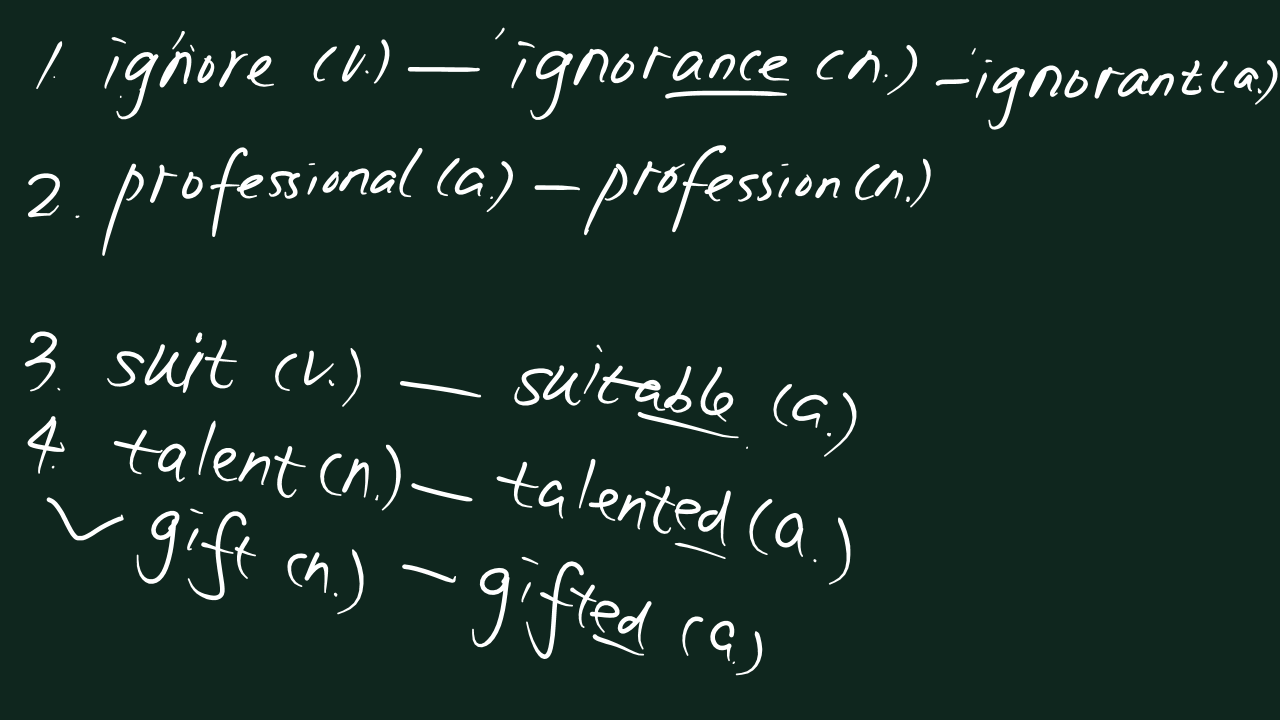 1. ignore (v.) — 'ignorance (n.) - 'ignorant (a.)
2. professional (a.) — profession (n.)
3. suit (v.) — suitable (a.)
4. talent (n.) — talented (a.)
✓ gift (n.) — gifted (a.)